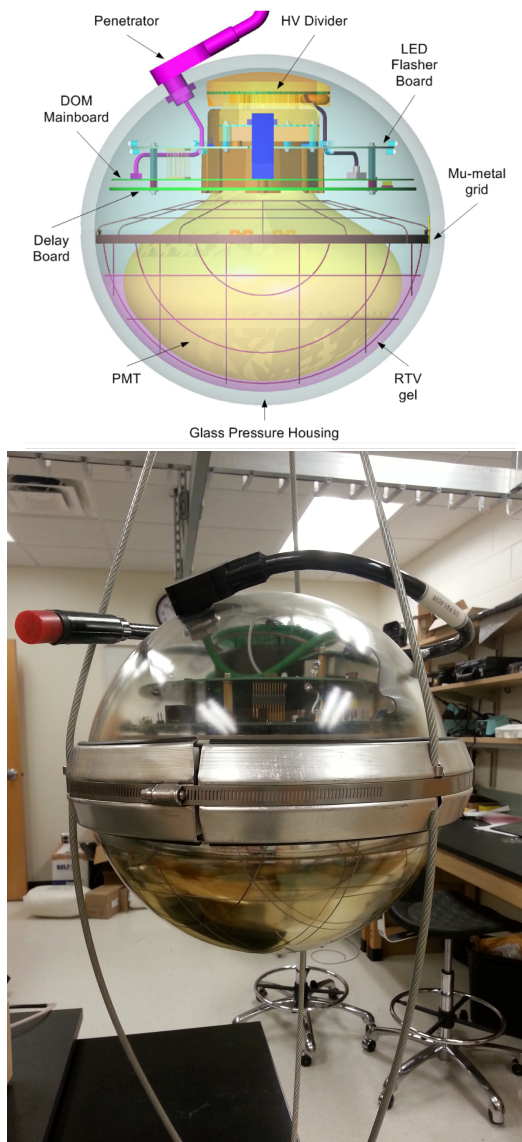 Penetrator
HV Divider
LED
Flasher
Board
DOM
Mainboard
Mu-metal
grid
Delay
Board
PMT
RTV
gel
Glass Pressure Housing